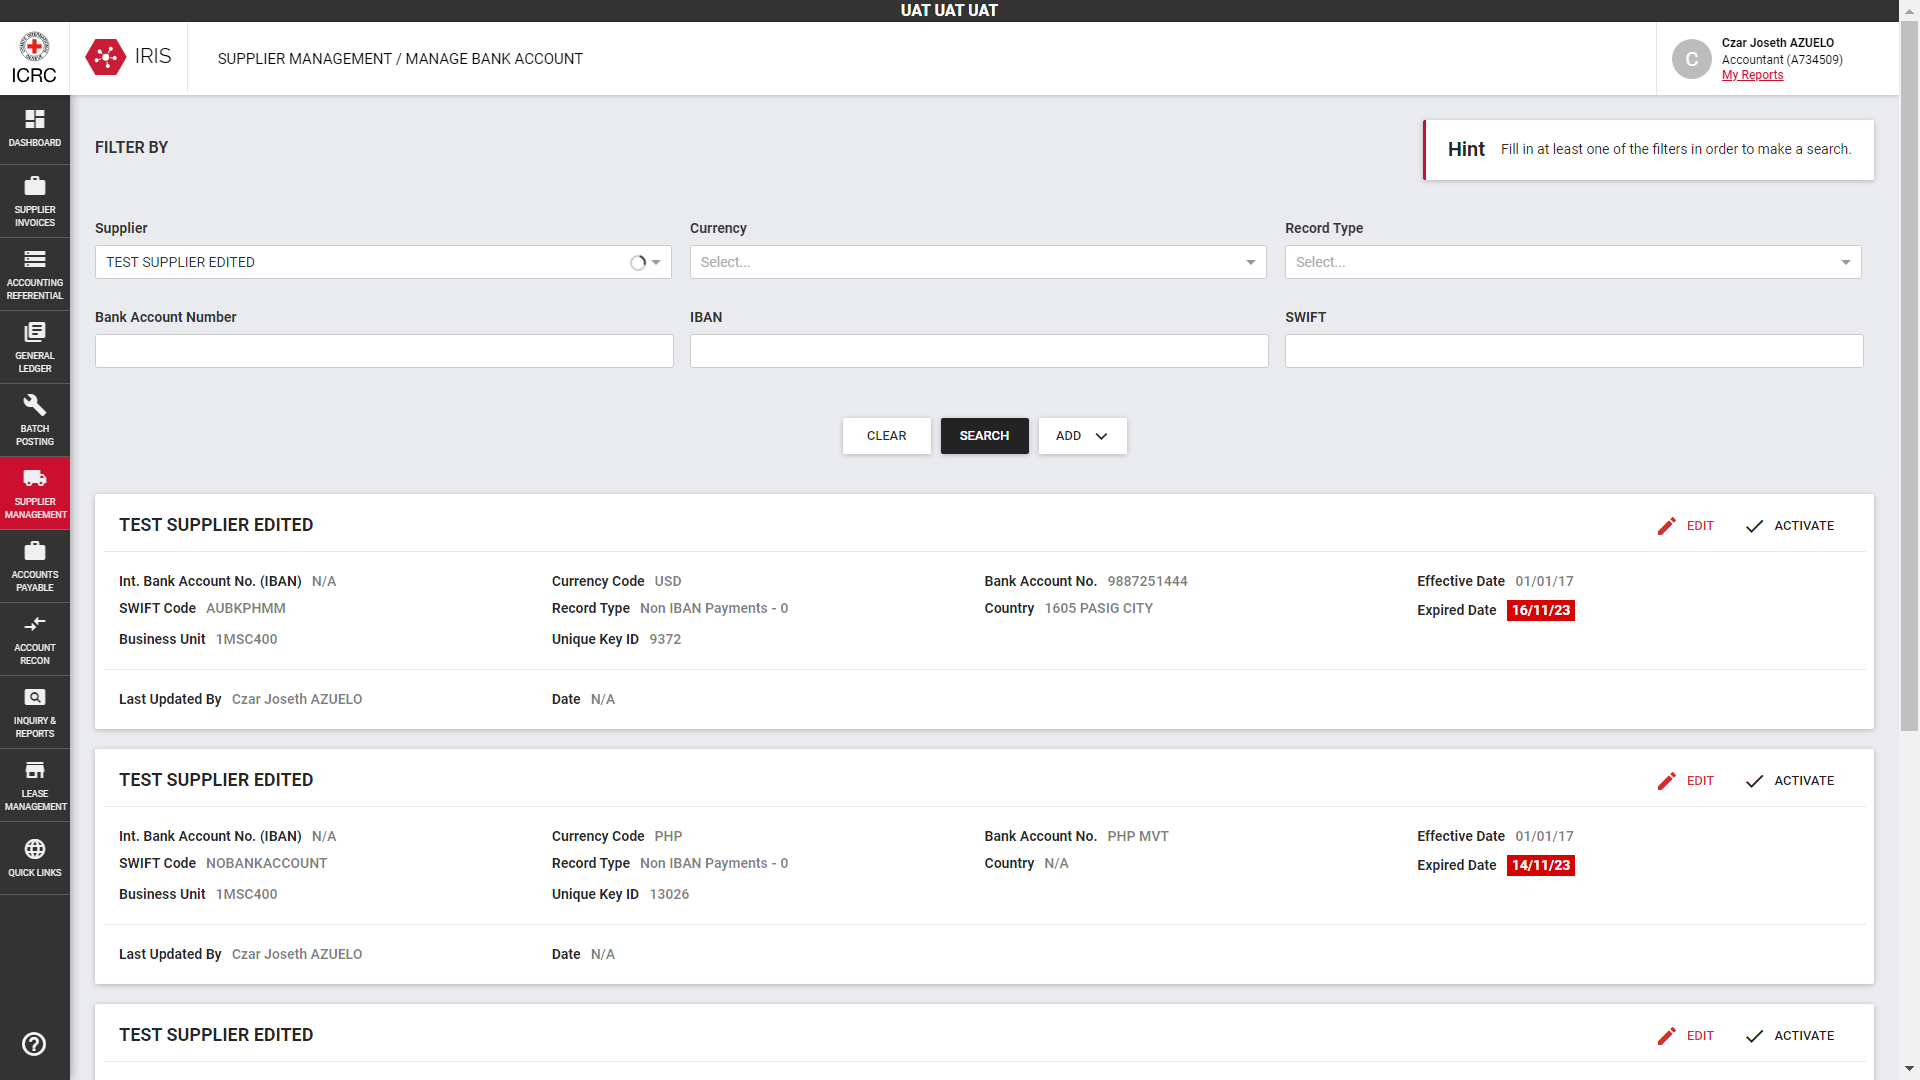 UAT UAT UAT
ICRC
IRIS
SUPPLIER MANAGEMENT / MANAGE BANK ACCOUNT
C
Czar Joseth AZUELO
Accountant (A734509)
My Reports
DASHBOARD
SUPPLIER
INVOICES
ACCOUNTING
REFERENTIAL
GENERAL
LEDGER
BATCH
POSTING
SUPPLIER
MANAGEMENT
ACCOUNTS
PAYABLE
ACCOUNT
RECON
INQUIRY &
REPORTS
LEASE
MANAGEMENT
QUICK LINKS
FILTER BY
Hint Fill in at least one of the filters in order to make a search.
Supplier Currency Record Type
TEST SUPPLIER EDITED Select... Select...
Bank Account Number IBAN SWIFT
CLEAR SEARCH ADD
TEST SUPPLIER EDITED EDIT ACTIVATE
Int. Bank Account No. (IBAN) N/A Currency Code USD Bank Account No. 9887251444 Effective Date 01/01/17
SWIFT Code AUBKPHMM Record Type Non IBAN Payments - 0 Country 1605 PASIG CITY Expired Date 16/11/23
Business Unit 1MSC400 Unique Key ID 9372
Last Updated By Czar Joseth AZUELO Date N/A
TEST SUPPLIER EDITED EDIT ACTIVATE
Int. Bank Account No. (IBAN) N/A Currency Code PHP Bank Account No. PHP MVT Effective Date 01/01/17
SWIFT Code NOBANKACCOUNT Record Type Non IBAN Payments - 0 Country N/A Expired Date 14/11/23
Business Unit 1MSC400 Unique Key ID 13026
Last Updated By Czar Joseth AZUELO Date N/A
TEST SUPPLIER EDITED EDIT ACTIVATE